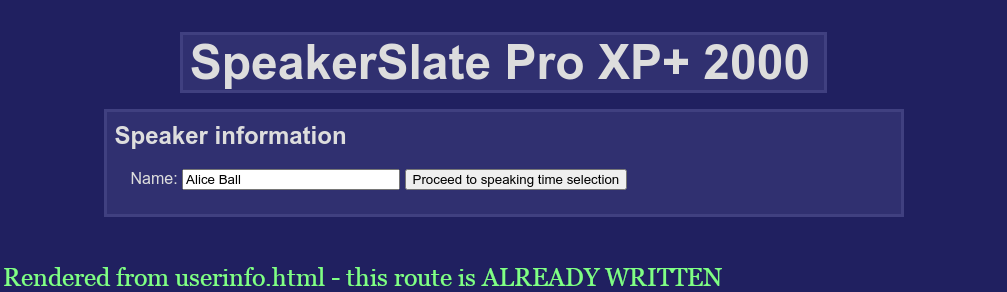 SpeakerSlate Pro XP+ 2000
Speaker information
Name: Alice Ball Proceed to speaking time selection
Rendered from userinfo.html - this route is ALREADY WRITTEN